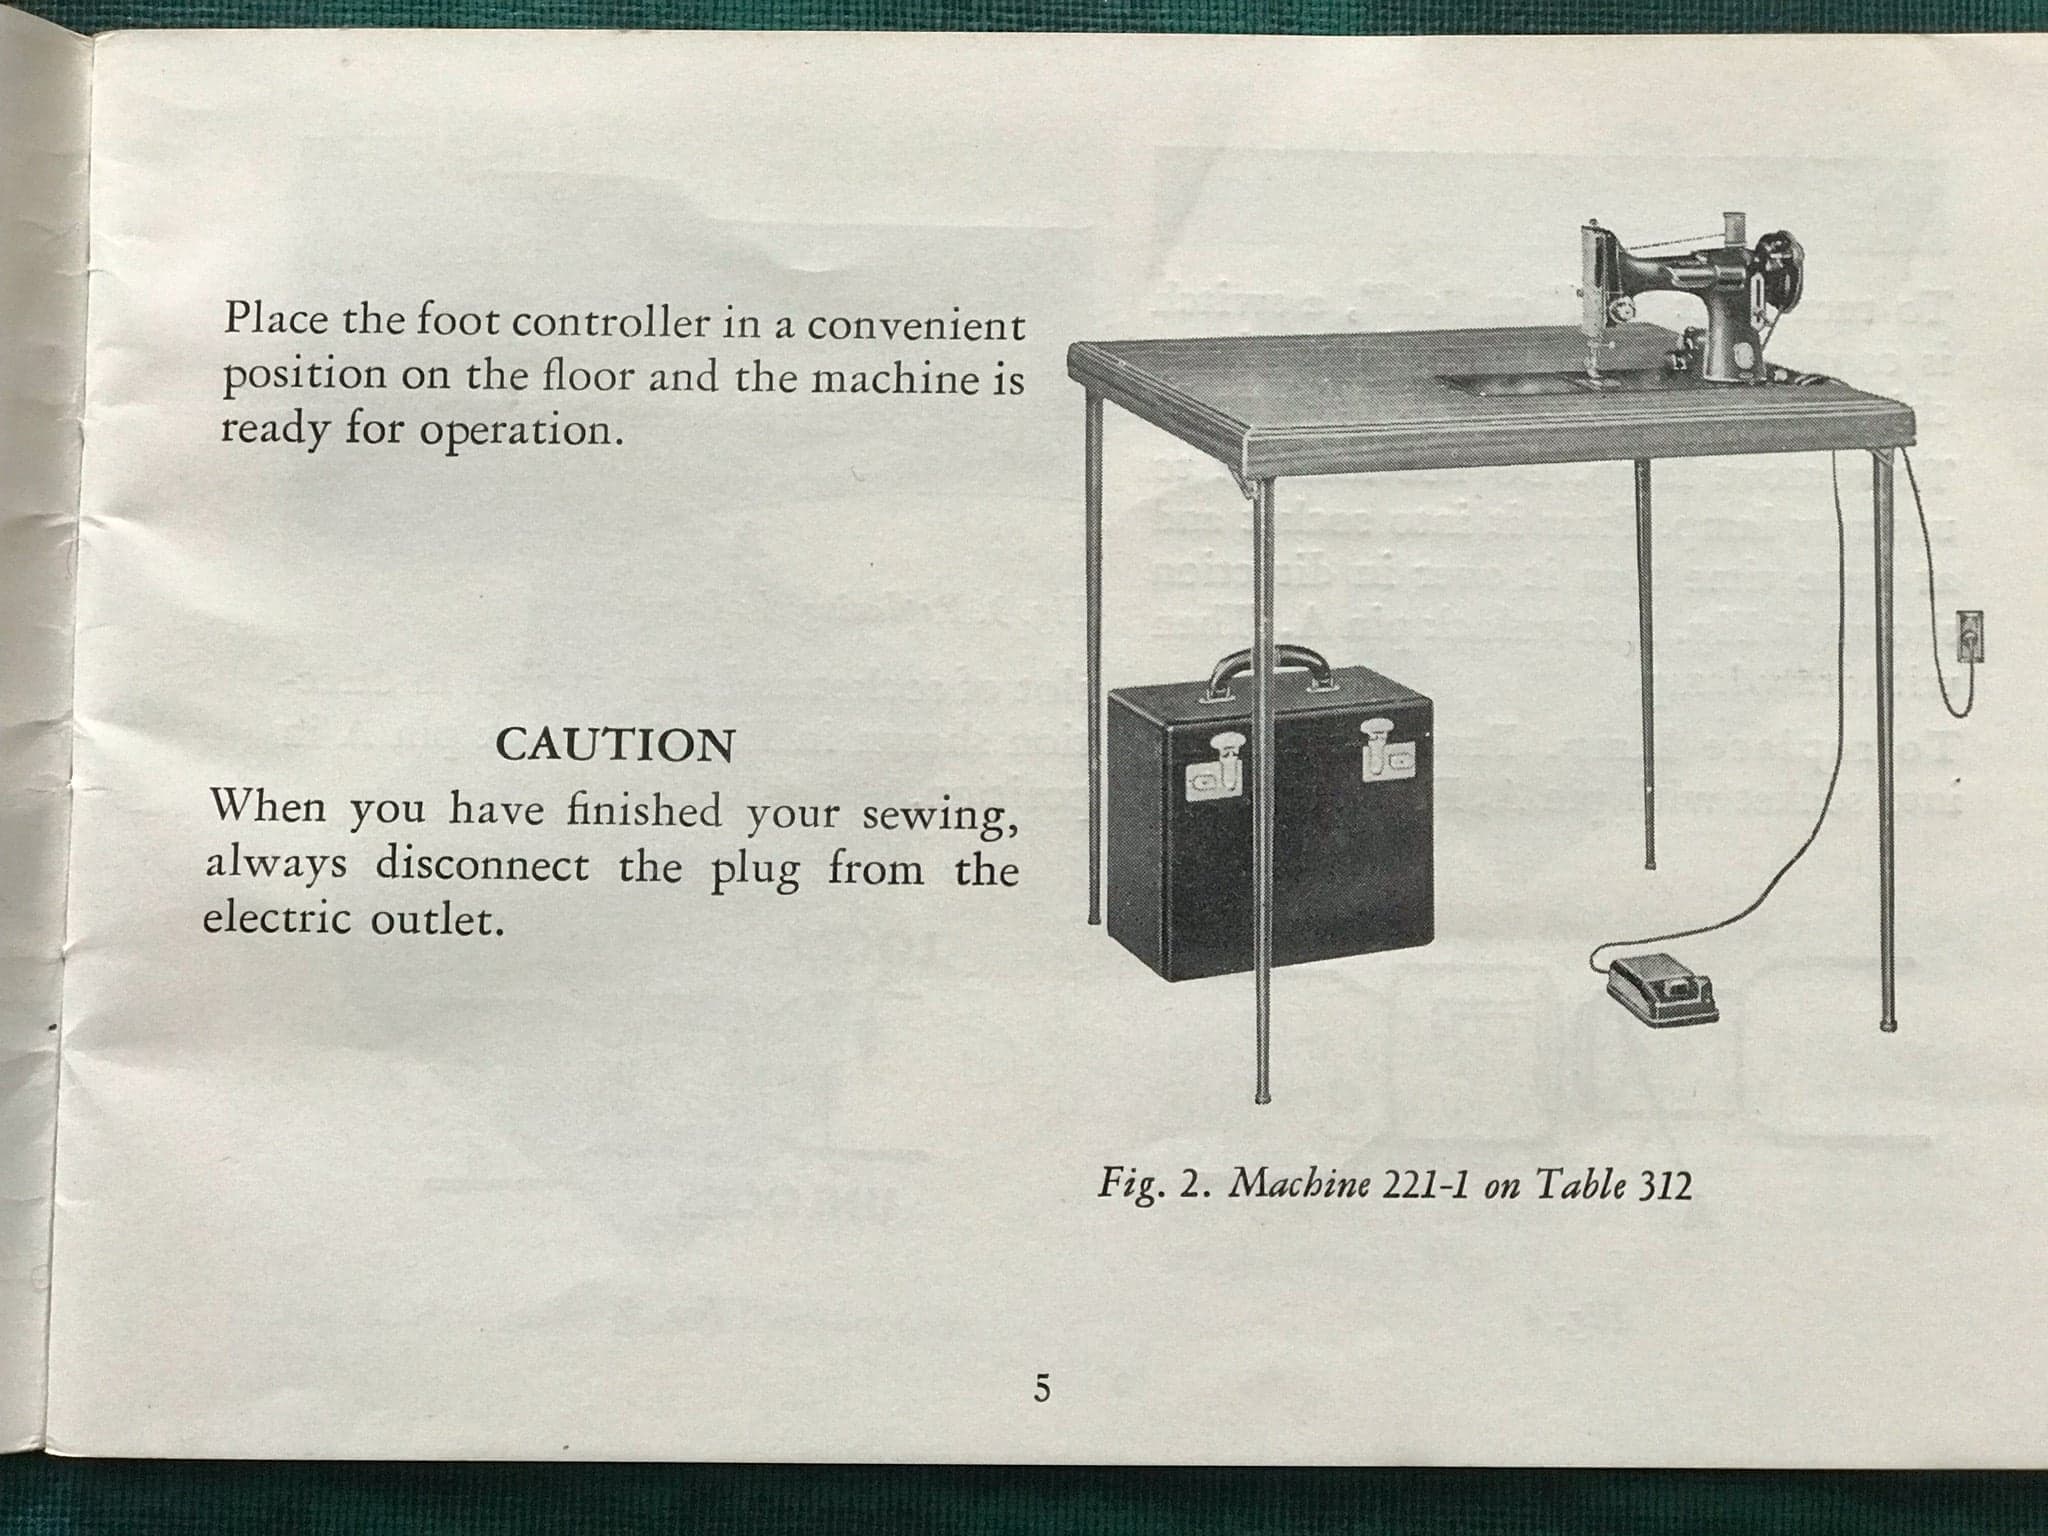 Place the foot controller in a convenient
position on the floor and the machine is
ready for operation.
CAUTION
When you have finished your sewing,
always disconnect the plug from the
electric outlet.
Fig. 2. Machine 221-1 on Table 312
5